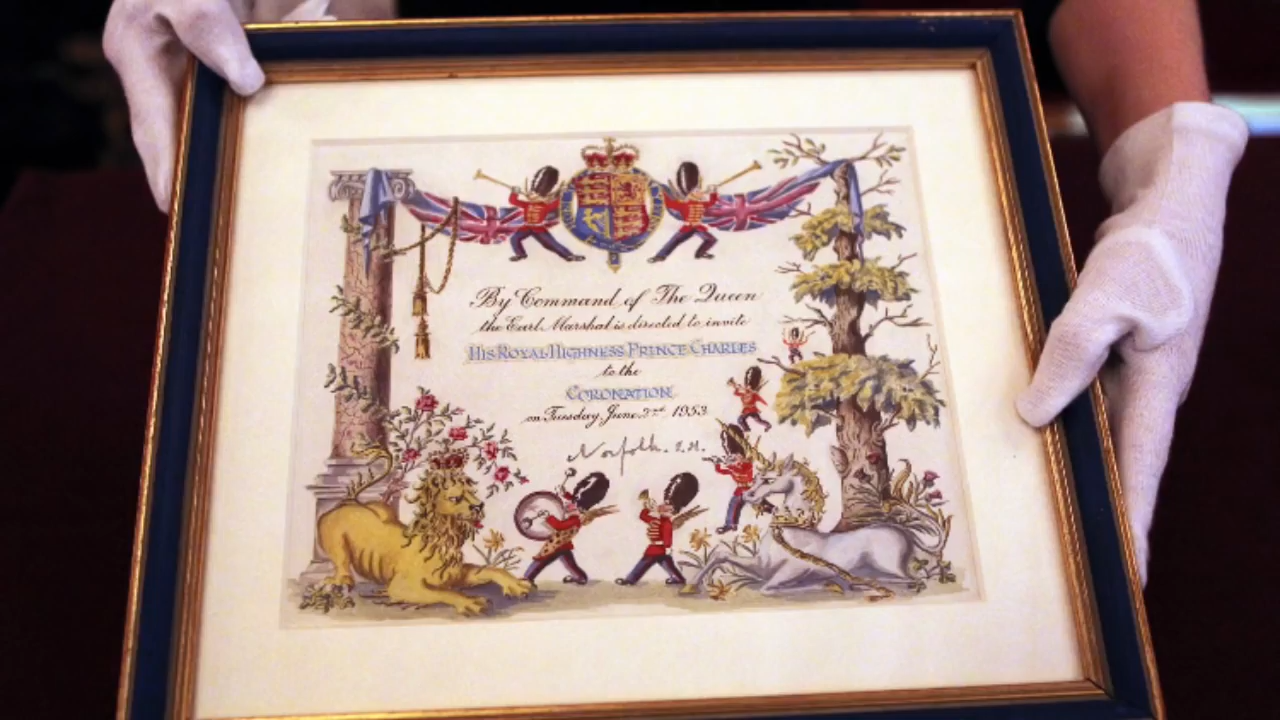 By Command of The Queen
the Earl Marshal is directed to invite
HIS ROYAL HIGHNESS PRINCE CHARLES
to the
CORONATION
on Tuesday, June 2nd 1953
Norfolk. E.M.